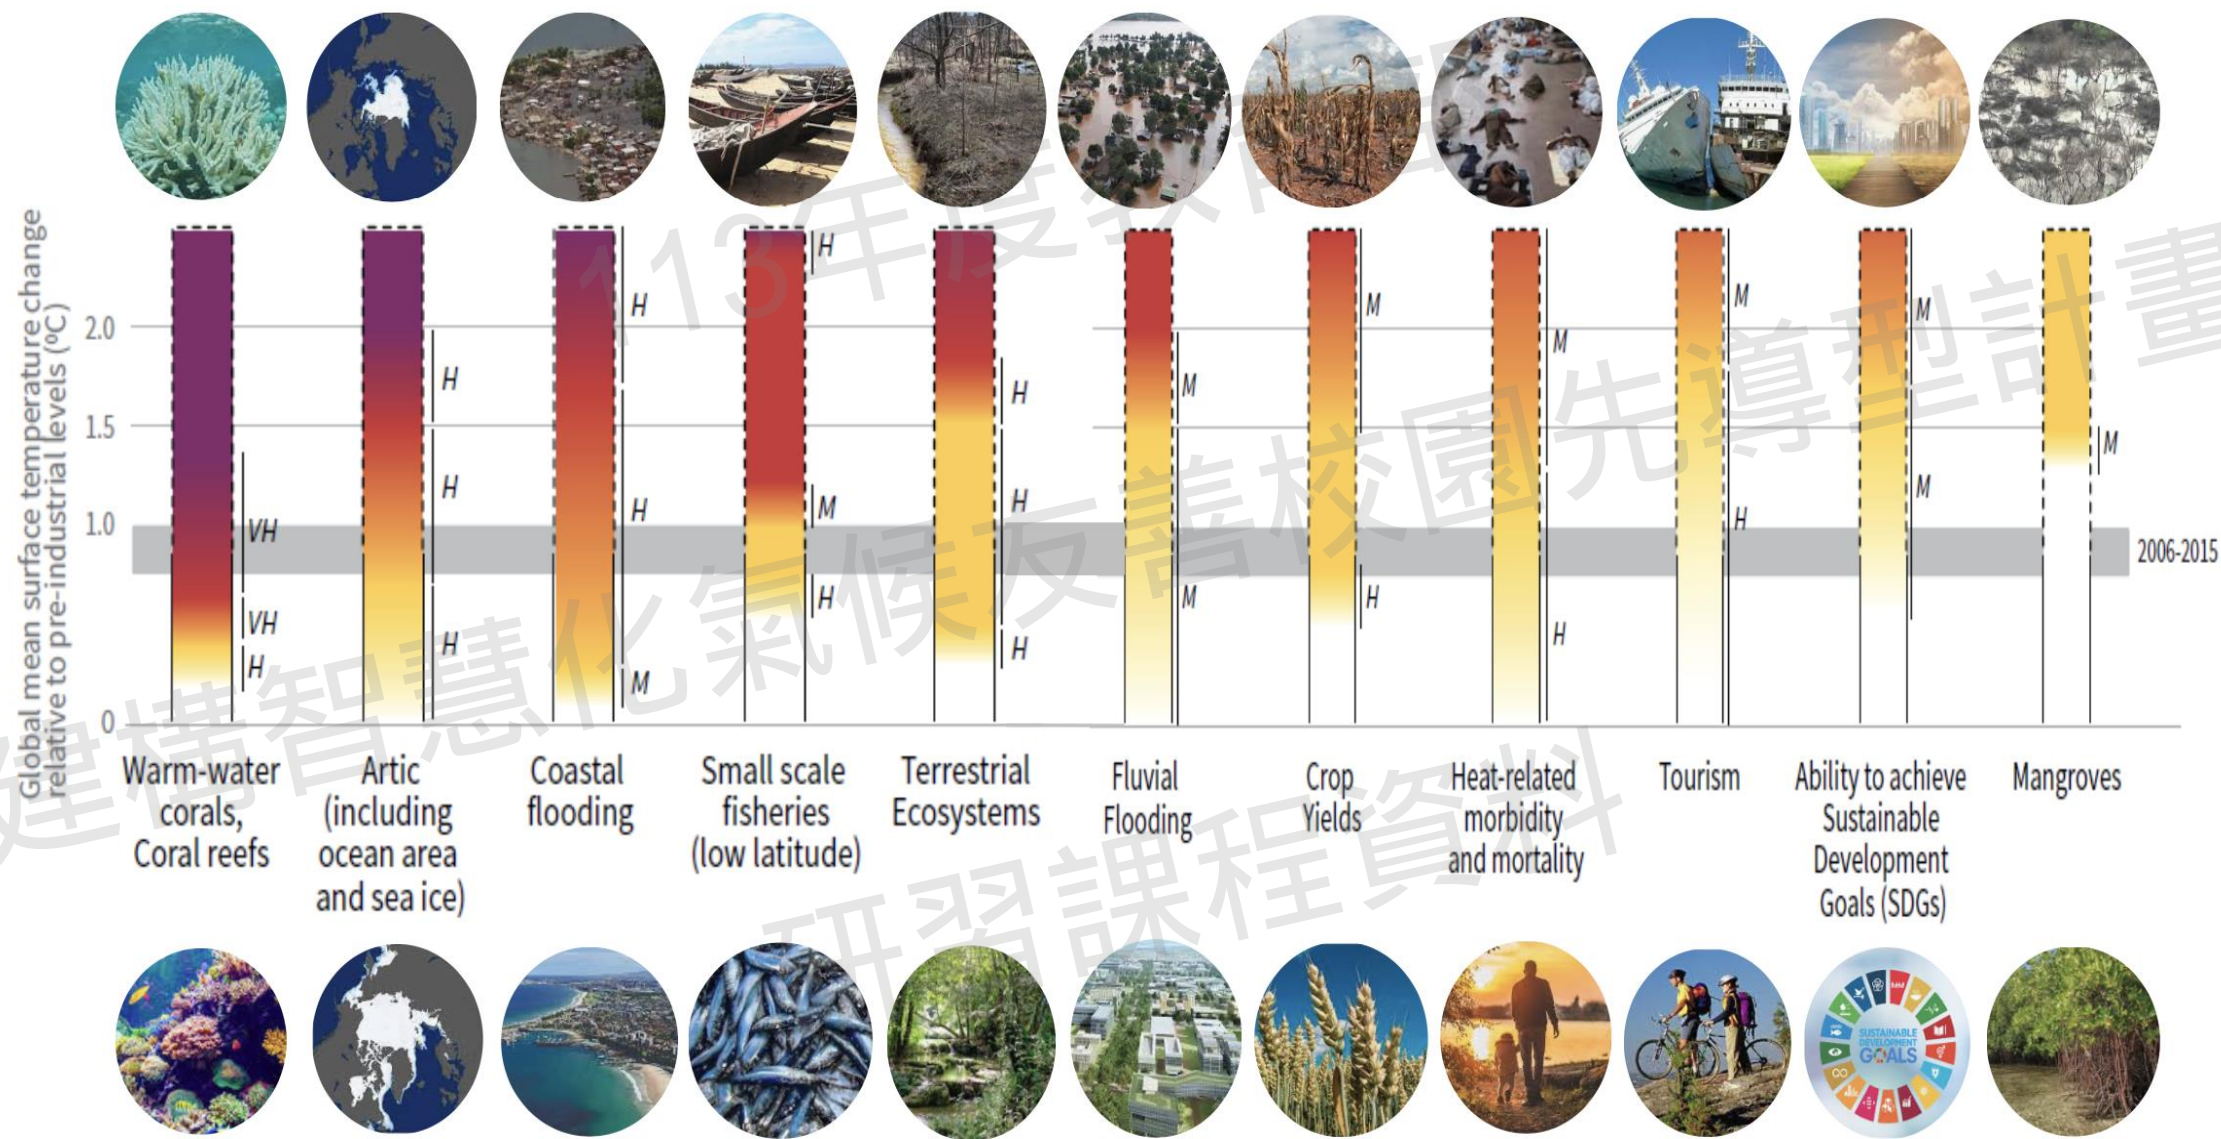 Global mean surface temperature change
relative to pre-industrial levels (ºC)
2.0
1.5
1.0
0
2006-2015
VH
VH
H
H
H
H
H
H
M
H
M
H
H
H
H
M
M
M
H
M
H
M
H
M
M
M
Warm-water
corals,
Coral reefs
Artic
(including
ocean area
and sea ice)
Coastal
flooding
Small scale
fisheries
(low latitude)
Terrestrial
Ecosystems
Fluvial
Flooding
Crop
Yields
Heat-related
morbidity
and mortality
Tourism
Ability to achieve
Sustainable
Development
Goals (SDGs)
Mangroves
SUSTAINABLE
DEVELOPMENT
GOALS
113年度教育部
建構智慧化氣候友善校園先導型計畫
研習課程資料